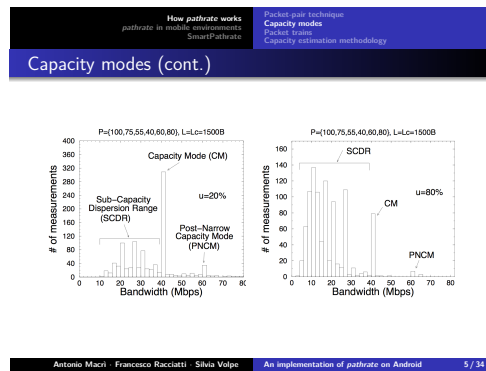 How pathrate works
pathrate in mobile environments
SmartPathrate
Packet-pair technique
Capacity modes
Packet trains
Capacity estimation methodology
Capacity modes (cont.)
P={100,75,55,40,60,80}, L=Lc=1500B
400
360
320
280
240
200
160
120
80
40
0
# of measurements
Capacity Mode (CM)
u=20%
Sub−Capacity
Dispersion Range
(SCDR)
Post−Narrow
Capacity Mode
(PNCM)
0 10 20 30 40 50 60 70 80
Bandwidth (Mbps)
P={100,75,55,40,60,80}, L=Lc=1500B
160
140
120
100
80
60
40
20
0
# of measurements
SCDR
u=80%
CM
PNCM
0 10 20 30 40 50 60 70 80
Bandwidth (Mbps)
Antonio Macrì · Francesco Racciatti · Silvia Volpe
An implementation of pathrate on Android
5 / 34